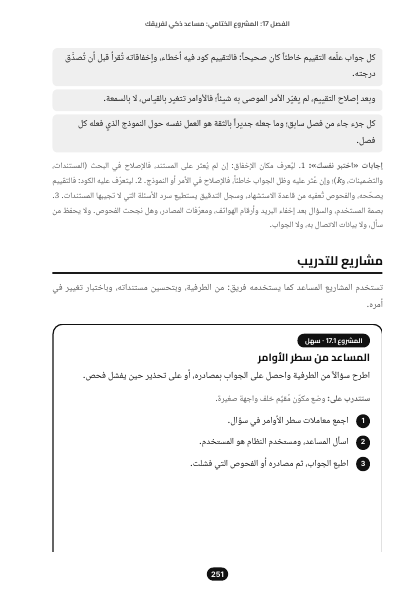 الفصل 17: المشروع الختامي: مساعد ذكي لفريقك
كل جواب علّمه التقييم خاطئاً كان صحيحاً: فالتقييم كود فيه أخطاء، وإخفاقاته تُقرأ قبل أن تُصدَّق
درجته.
وبعد إصلاح التقييم، لم يغيّر الأمر الموصى به شيئاً؛ فالأوامر تتغير بالقياس، لا بالسمعة.
كل جزء جاء من فصل سابق؛ وما جعله جديراً بالثقة هو العمل نفسه حول النموذج الذي فعله كل
فصل.
إجابات «اختبر نفسك»: 1. ليُعرف مكان الإخفاق: إن لم يُعثر على المستند، فالإصلاح في البحث (المستندات،
والتضمينات، و k)؛ وإن عُثر عليه وظل الجواب خاطئاً، فالإصلاح في الأمر أو النموذج. 2. ليتعرّف عليه الكود: فالتقييم
يصحّحه، والفحوص تُعفيه من قاعدة الاستشهاد، وسجل التدقيق يستطيع سرد الأسئلة التي لا تجيبها المستندات. 3.
بصمة المستخدم، والسؤال بعد إخفاء البريد وأرقام الهواتف، ومعرّفات المصادر، وهل نجحت الفحوص. ولا يحفظ من
سأل، ولا بيانات الاتصال به، ولا الجواب.
مشاريع للتدريب
تستخدم المشاريع المساعد كما يستخدمه فريق: من الطرفية، وبتحسين مستنداته، وباختبار تغيير في
أمره.
المشروع 17.1 · سهل
المساعد من سطر الأوامر
اطرح سؤالاً من الطرفية واحصل على الجواب بمصادره، أو على تحذير حين يفشل فحص.
ستتدرب على: وضع مكوّن مُقيَّم خلف واجهة صغيرة.
1 اجمع معاملات سطر الأوامر في سؤال.
2 اسأل المساعد، ومستخدم النظام هو المستخدم.
3 اطبع الجواب، ثم مصادره أو الفحوص التي فشلت.
251